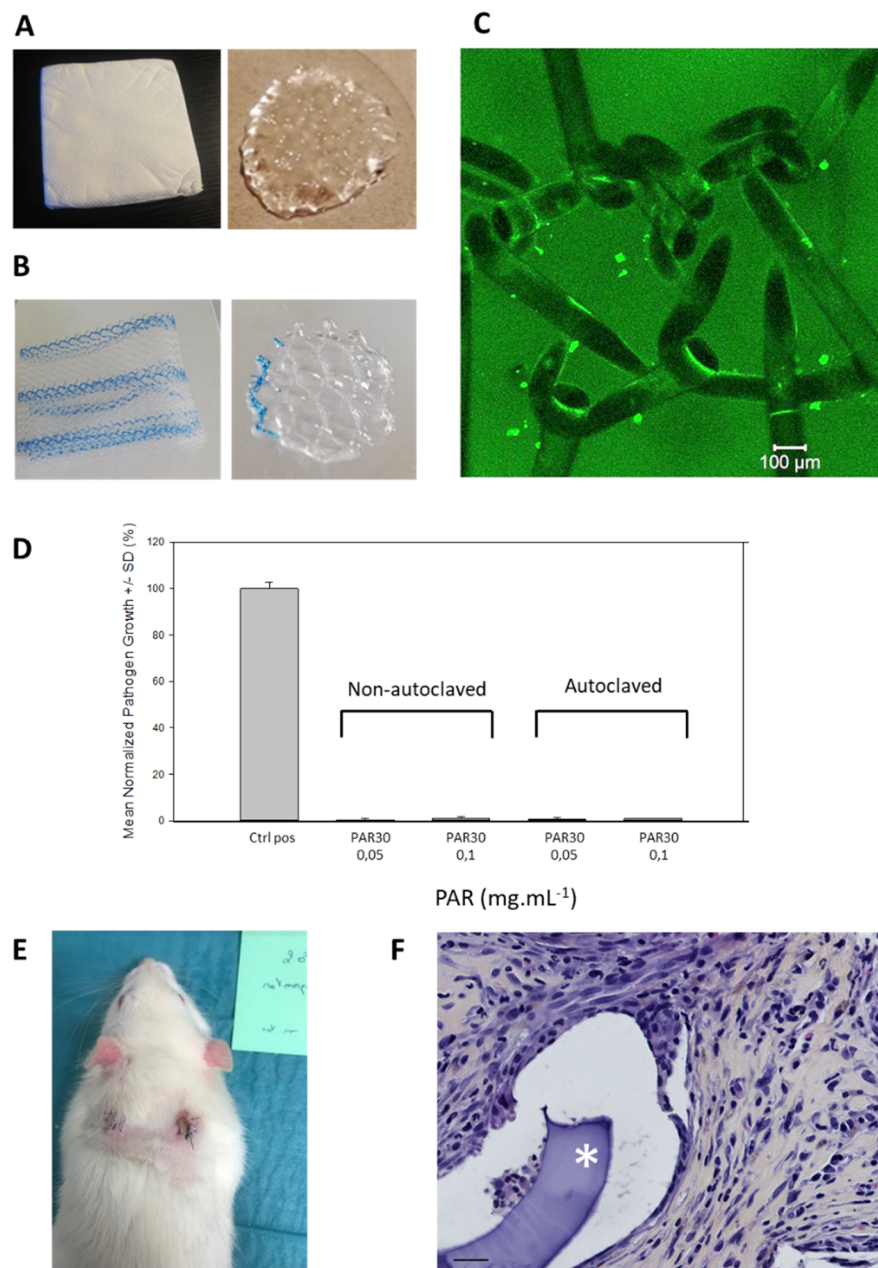 A
C
B
100 µm
D
Mean Normalized Pathogen Growth +/- SD (%)
120
100
80
60
40
20
0
Non-autoclaved
Autoclaved
Ctrl pos
PAR30
0,05
PAR30
0,1
PAR30
0,05
PAR30
0,1
PAR (mg.mL⁻¹)
E
F
*